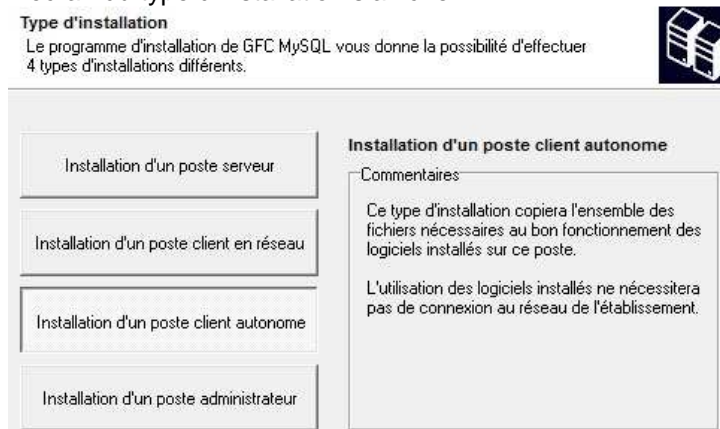 Type d'installation
Le programme d'installation de GFC MySQL vous donne la possibilité d'effectuer
4 types d'installations différents.
Installation d'un poste serveur
Installation d'un poste client en réseau
Installation d'un poste client autonome
Installation d'un poste administrateur
Installation d'un poste client autonome
Commentaires
Ce type d'installation copiera l'ensemble des
fichiers nécessaires au bon fonctionnement des
logiciels installés sur ce poste.
L'utilisation des logiciels installés ne nécessitera
pas de connexion au réseau de l'établissement.